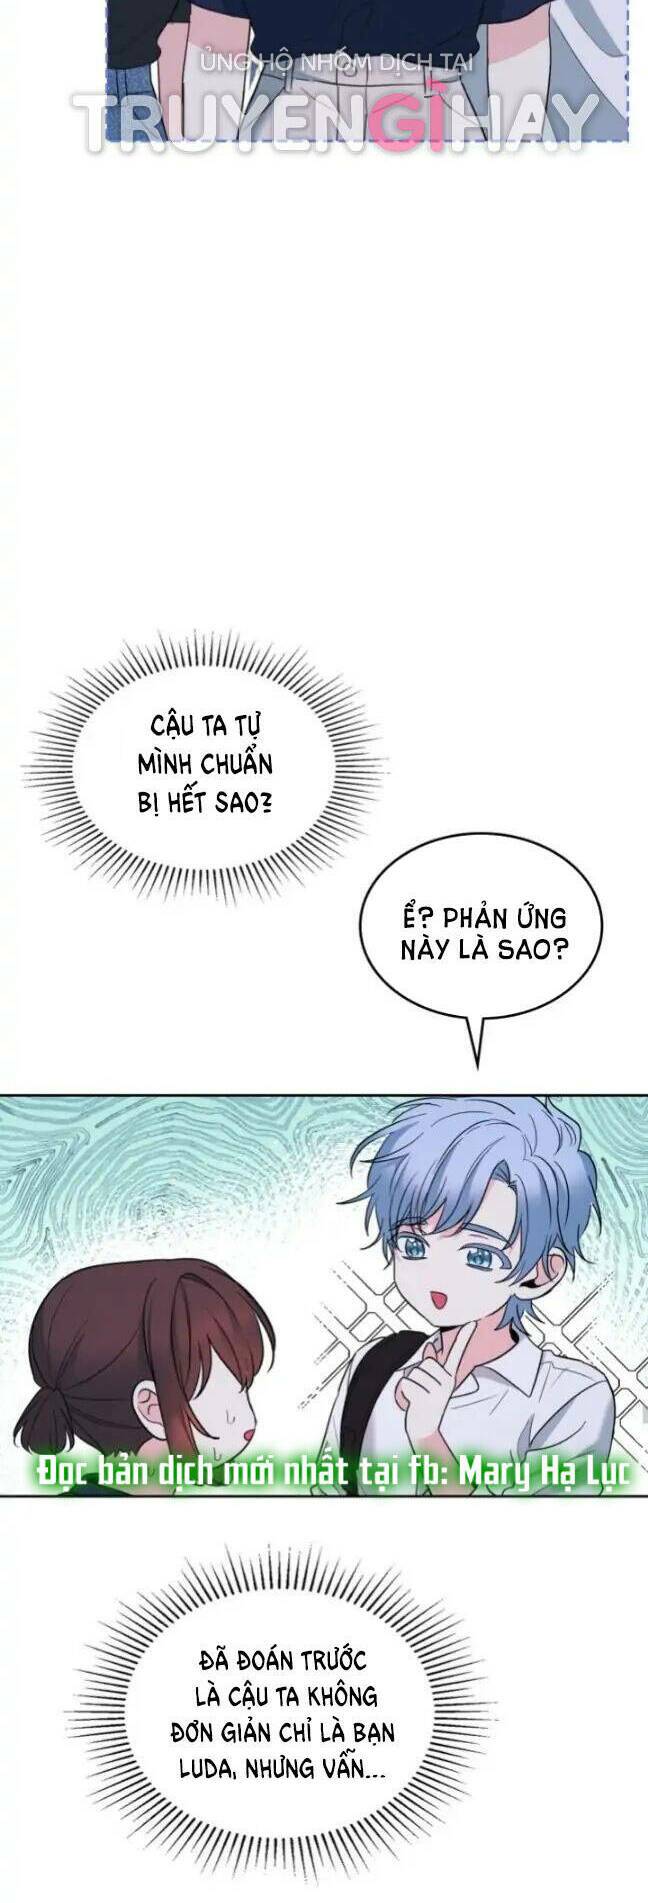 ỦNG HỘ NHÓM DỊCH TẠI
TRUYENGIHAY
CẬU TA TỰ
MÌNH CHUẨN
BỊ HẾT SAO?
Ể? PHẢN ỨNG
NÀY LÀ SAO?
Đọc bản dịch mới nhất tại fb: Mary Hạ Lục
ĐÃ ĐOÁN TRƯỚC
LÀ CẬU TA KHÔNG
ĐƠN GIẢN CHỈ LÀ BẠN
LUDA, NHƯNG VẪN...